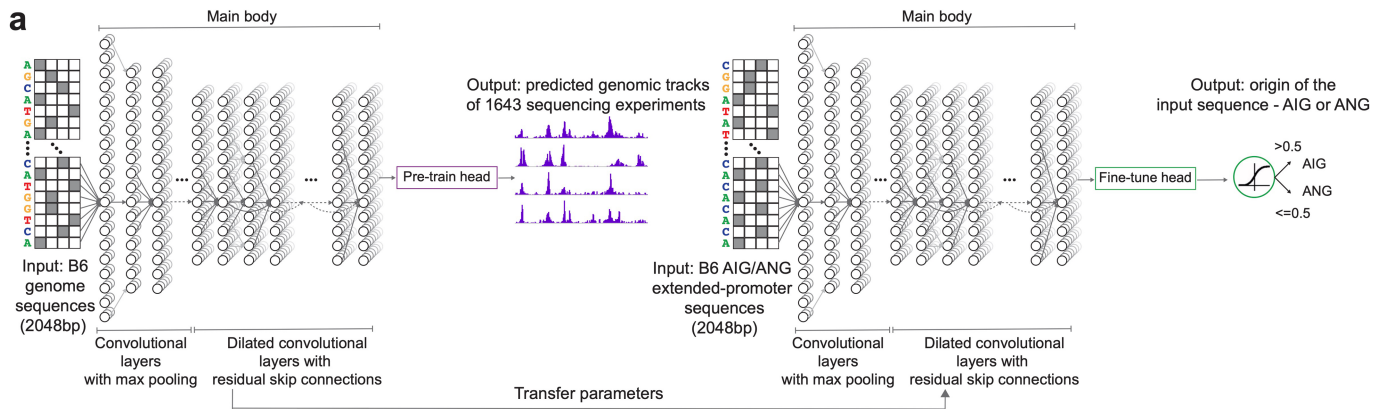 a
Main body
Main body
A
G
C
A
T
G
A
C
A
T
G
G
T
C
A
Input: B6
genome
sequences
(2048bp)
Pre-train head
Output: predicted genomic tracks
of 1643 sequencing experiments
...
...
Convolutional
layers
with max pooling
Dilated convolutional
layers with
residual skip connections
C
G
G
A
T
A
T
C
A
C
A
C
A
C
A
Input: B6 AIG/ANG
extended-promoter
sequences
(2048bp)
...
...
Fine-tune head
Output: origin of the
input sequence - AIG or ANG
>0.5
AIG
ANG
<=0.5
Convolutional
layers
with max pooling
Dilated convolutional
layers with
residual skip connections
Transfer parameters